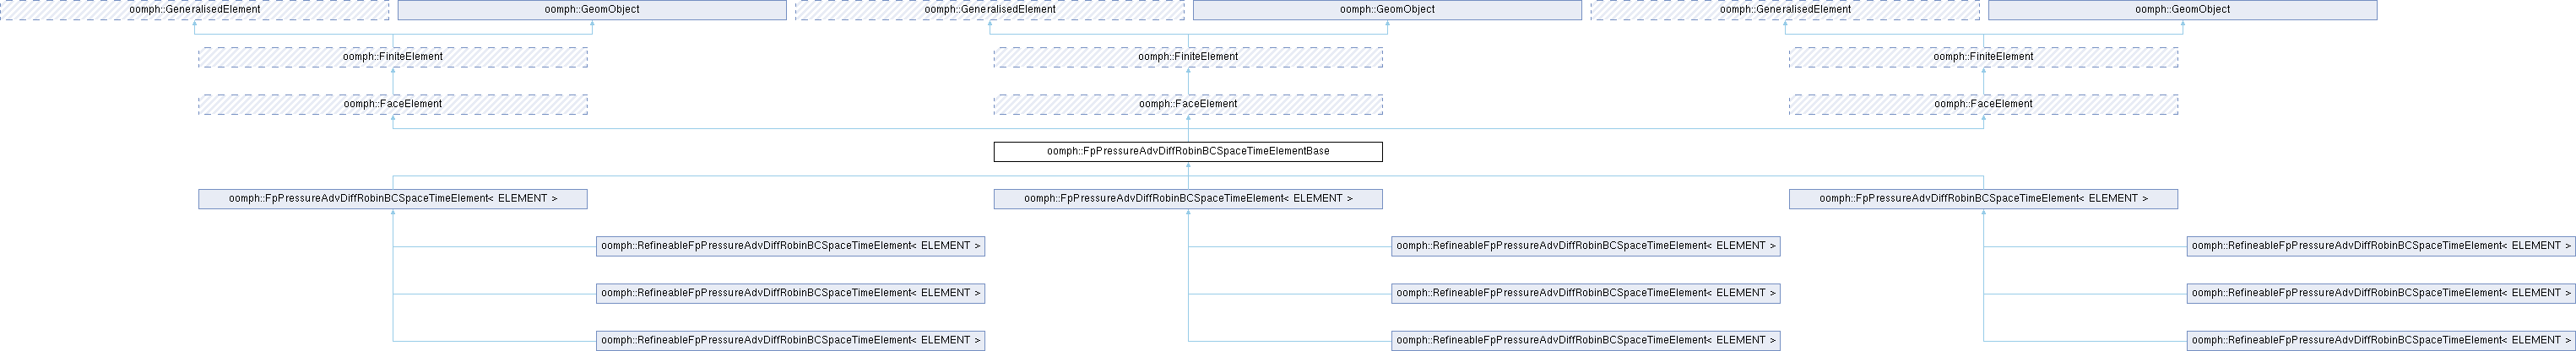 oomph::GeneralisedElement
oomph::GeomObject
oomph::GeneralisedElement
oomph::GeomObject
oomph::GeneralisedElement
oomph::GeomObject
oomph::FiniteElement
oomph::FiniteElement
oomph::FiniteElement
oomph::FaceElement
oomph::FaceElement
oomph::FaceElement
oomph::FpPressureAdvDiffRobinBCSpaceTimeElementBase
oomph::FpPressureAdvDiffRobinBCSpaceTimeElement< ELEMENT >
oomph::FpPressureAdvDiffRobinBCSpaceTimeElement< ELEMENT >
oomph::FpPressureAdvDiffRobinBCSpaceTimeElement< ELEMENT >
oomph::RefineableFpPressureAdvDiffRobinBCSpaceTimeElement< ELEMENT >
oomph::RefineableFpPressureAdvDiffRobinBCSpaceTimeElement< ELEMENT >
oomph::RefineableFpPressureAdvDiffRobinBCSpaceTimeElement< ELEMENT >
oomph::RefineableFpPressureAdvDiffRobinBCSpaceTimeElement< ELEMENT >
oomph::RefineableFpPressureAdvDiffRobinBCSpaceTimeElement< ELEMENT >
oomph::RefineableFpPressureAdvDiffRobinBCSpaceTimeElement< ELEMENT >
oomph::RefineableFpPressureAdvDiffRobinBCSpaceTimeElement< ELEMENT >
oomph::RefineableFpPressureAdvDiffRobinBCSpaceTimeElement< ELEMENT >
oomph::RefineableFpPressureAdvDiffRobinBCSpaceTimeElement< ELEMENT >